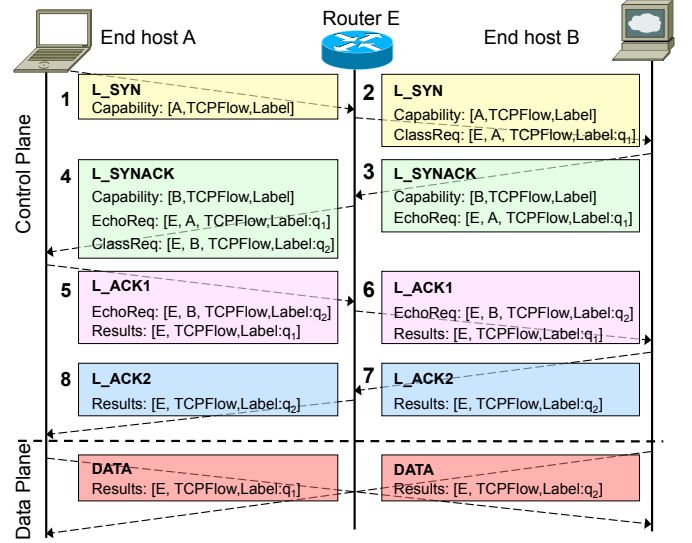 End host A
Router E
End host B
Control Plane
1
L_SYN
Capability: [A,TCPFlow,Label]
2
L_SYN
Capability: [A,TCPFlow,Label]
ClassReq: [E, A, TCPFlow,Label:q1]
4
L_SYNACK
Capability: [B,TCPFlow,Label]
EchoReq: [E, A, TCPFlow,Label:q1]
ClassReq: [E, B, TCPFlow,Label:q2]
3
L_SYNACK
Capability: [B,TCPFlow,Label]
EchoReq: [E, A, TCPFlow,Label:q1]
5
L_ACK1
EchoReq: [E, B, TCPFlow,Label:q2]
Results: [E, TCPFlow,Label:q1]
6
L_ACK1
EchoReq: [E, B, TCPFlow,Label:q2]
Results: [E, TCPFlow,Label:q1]
8
L_ACK2
Results: [E, TCPFlow,Label:q2]
7
L_ACK2
Results: [E, TCPFlow,Label:q2]
Data Plane
DATA
Results: [E, TCPFlow,Label:q1]
DATA
Results: [E, TCPFlow,Label:q2]